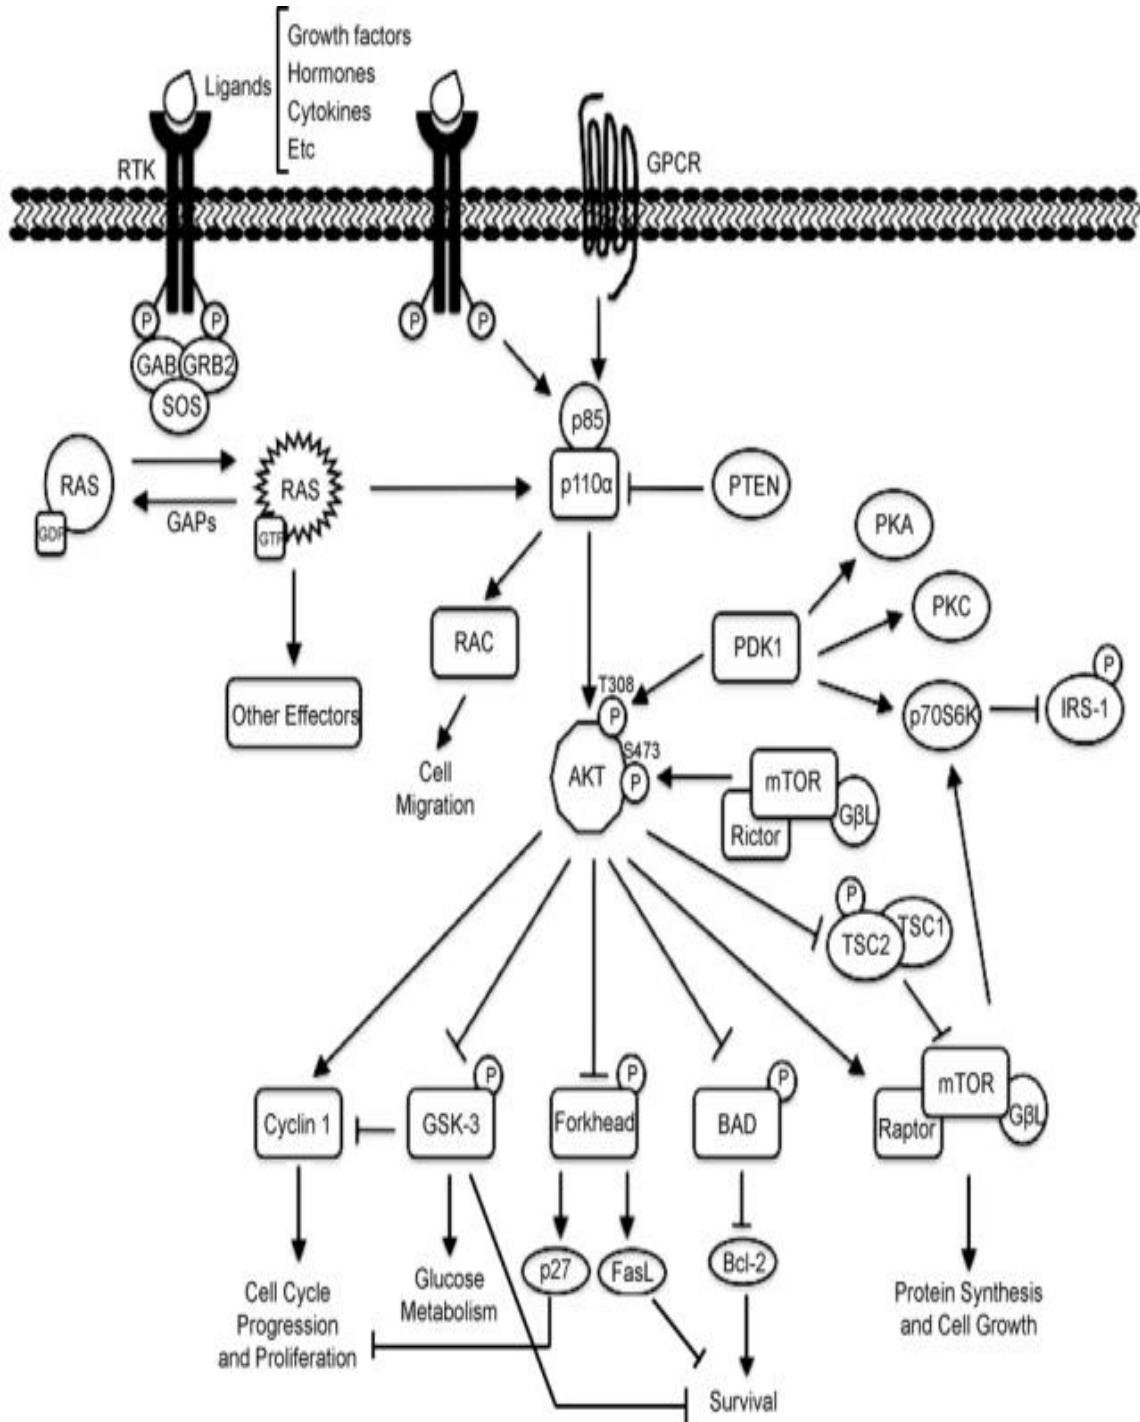 Growth factors
Ligands
Hormones
Cytokines
Etc
RTK
GPCR
P
P
P
P
GAB
GRB2
SOS
p85
RAS
GDP
GAPs
RAS
GTP
p110α
PTEN
PKA
PKC
RAC
PDK1
P
T308
P
Other Effectors
p70S6K
IRS-1
Cell
Migration
AKT
S473
P
mTOR
Rictor
GβL
P
TSC2
TSC1
Cyclin 1
P
GSK-3
P
Forkhead
P
BAD
mTOR
Raptor
GβL
p27
FasL
Bcl-2
Cell Cycle
Progression
and Proliferation
Glucose
Metabolism
Protein Synthesis
and Cell Growth
Survival